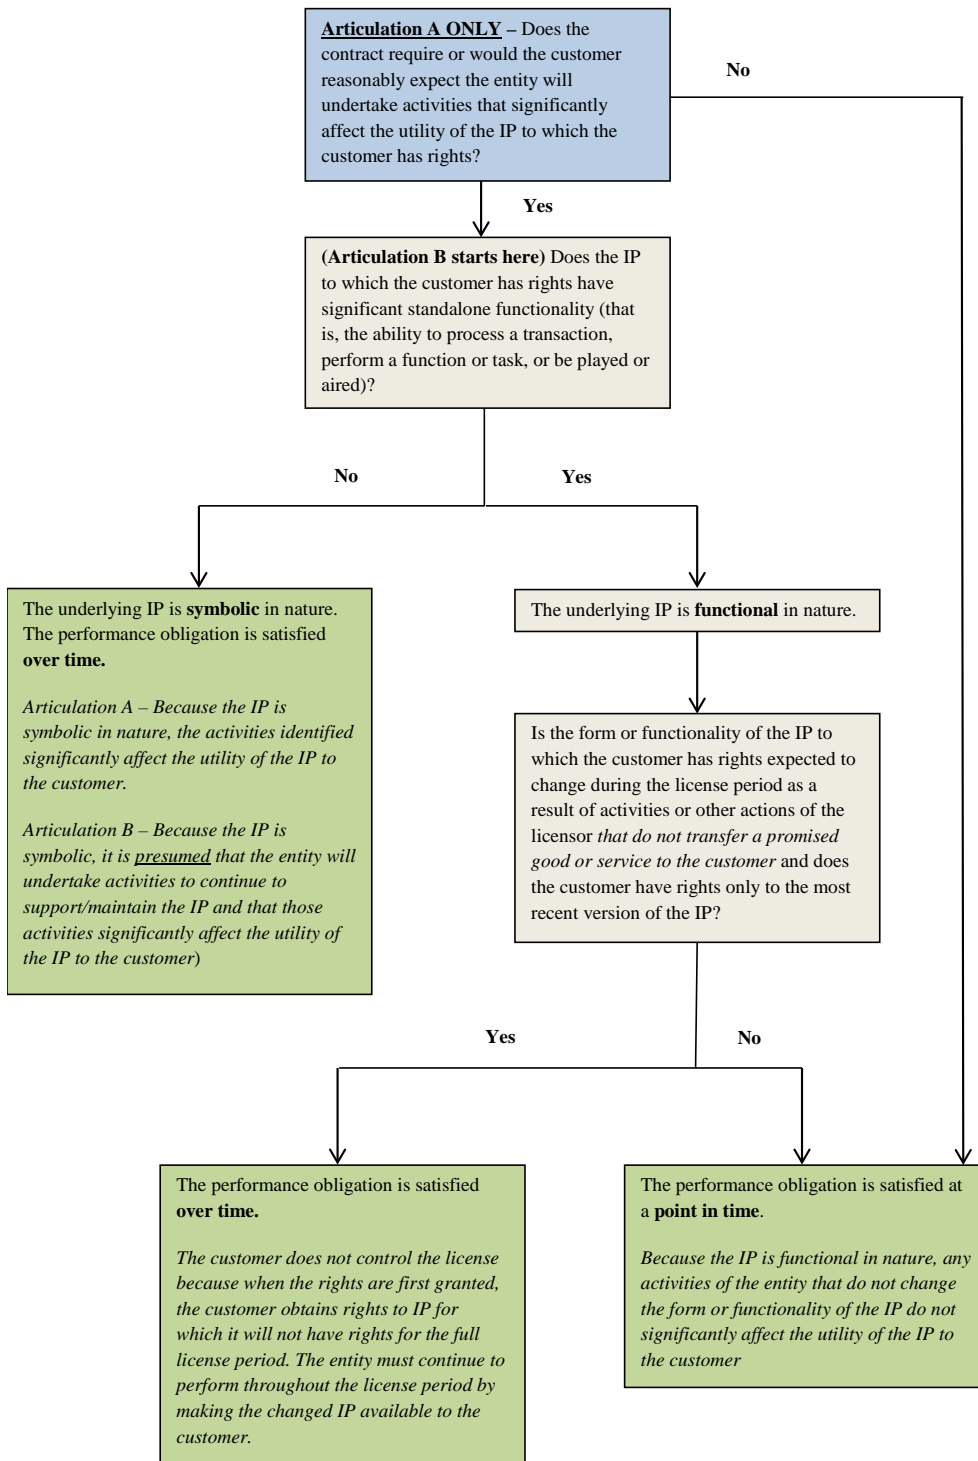 Articulation A ONLY – Does the
contract require or would the customer
reasonably expect the entity will
undertake activities that significantly
affect the utility of the IP to which the
customer has rights?
No
Yes
(Articulation B starts here) Does the IP
to which the customer has rights have
significant standalone functionality (that
is, the ability to process a transaction,
perform a function or task, or be played or
aired)?
No
Yes
The underlying IP is symbolic in nature.
The performance obligation is satisfied
over time.
Articulation A – Because the IP is
symbolic in nature, the activities identified
significantly affect the utility of the IP to
the customer.
Articulation B – Because the IP is
symbolic, it is presumed that the entity will
undertake activities to continue to
support/maintain the IP and that those
activities significantly affect the utility of
the IP to the customer)
The underlying IP is functional in nature.
Is the form or functionality of the IP to
which the customer has rights expected to
change during the license period as a
result of activities or other actions of the
licensor that do not transfer a promised
good or service to the customer and does
the customer have rights only to the most
recent version of the IP?
Yes
No
The performance obligation is satisfied
over time.
The customer does not control the license
because when the rights are first granted,
the customer obtains rights to IP for
which it will not have rights for the full
license period. The entity must continue to
perform throughout the license period by
making the changed IP available to the
customer.
The performance obligation is satisfied at
a point in time.
Because the IP is functional in nature, any
activities of the entity that do not change
the form or functionality of the IP do not
significantly affect the utility of the IP to
the customer